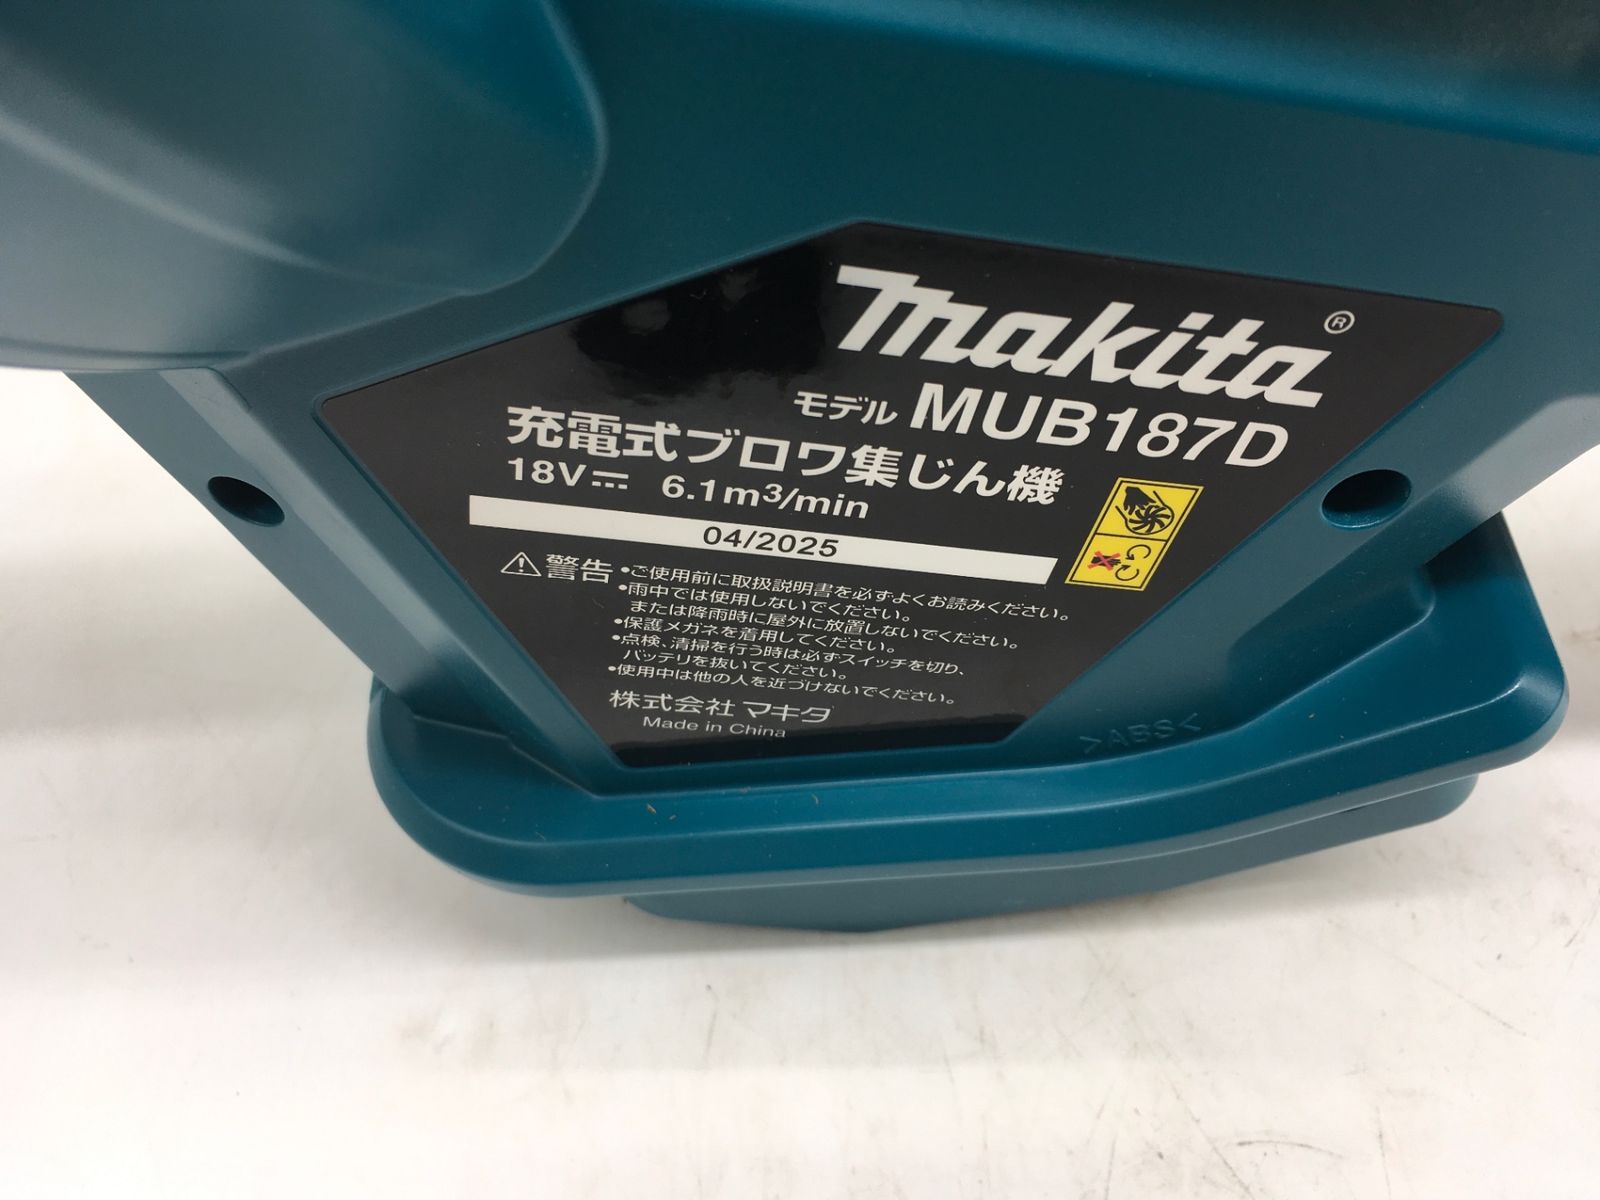 makita®
モデル MUB187D
充電式ブロワ集じん機
18V⎓ 6.1m³/min
04/2025
⚠警告
•ご使用前に取扱説明書を必ずよくお読みください。
•雨中では使用しないでください。
または降雨時に屋外に放置しないでください。
•保護メガネを着用してください。
•点検、清掃を行う時は必ずスイッチを切り、
バッテリを抜いてください。
•使用中は他の人を近づけないでください。
株式会社 マキタ
Made in China
>ABS<